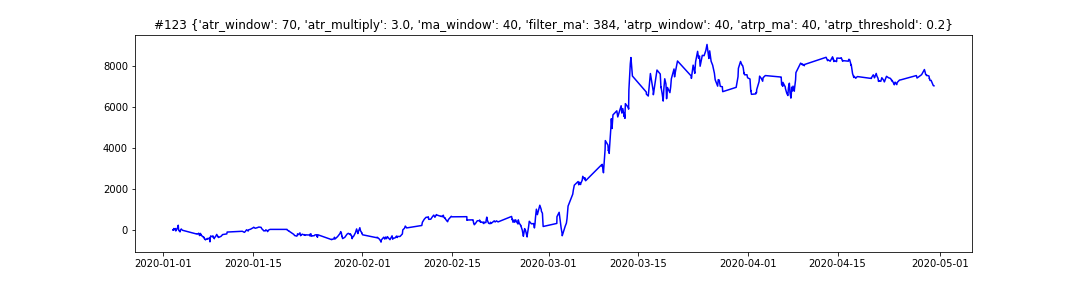 #123 {'atr_window': 70, 'atr_multiply': 3.0, 'ma_window': 40, 'filter_ma': 384, 'atrp_window': 40, 'atrp_ma': 40, 'atrp_threshold': 0.2}
8000
6000
4000
2000
0
2020-01-01 2020-01-15 2020-02-01 2020-02-15 2020-03-01 2020-03-15 2020-04-01 2020-04-15 2020-05-01